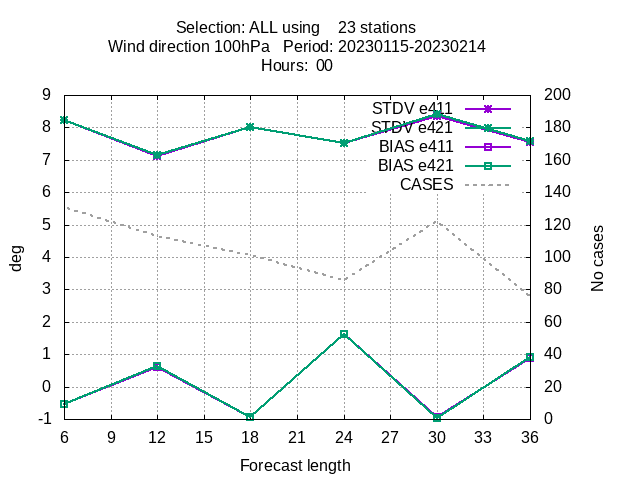 Selection: ALL using    23 stations
Wind direction 100hPa   Period: 20230115-20230214
Hours:  00
9
8
7
6
5
4
3
2
1
0
-1
deg
200
180
160
140
120
100
80
60
40
20
0
No cases
STDV e411
STDV e421
BIAS e411
BIAS e421
CASES
6 9 12 15 18 21 24 27 30 33 36
Forecast length